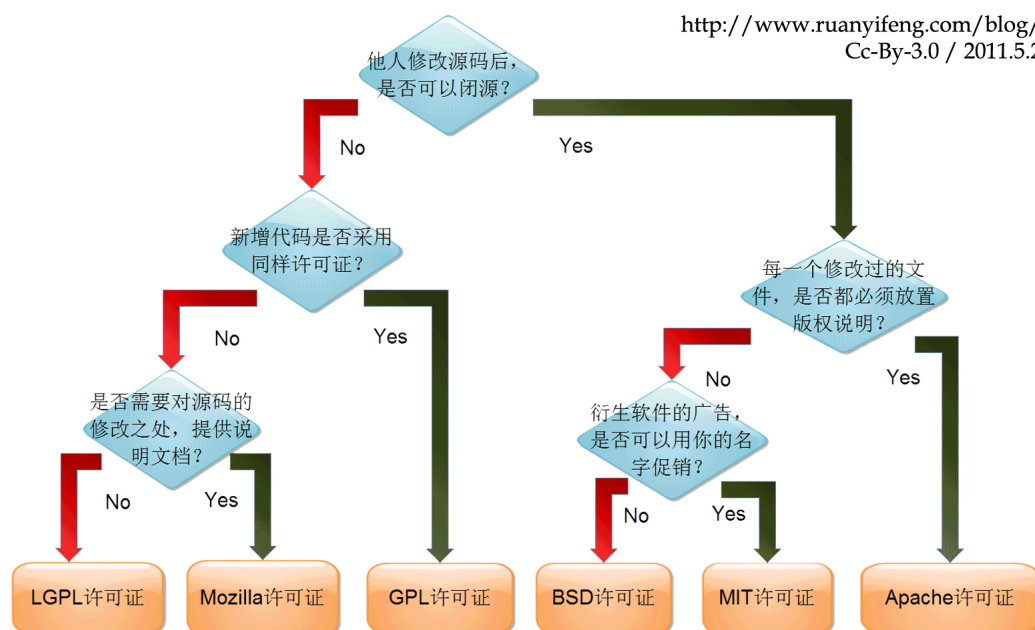 http://www.ruanyifeng.com/blog/
Cc-By-3.0 / 2011.5.2
他人修改源码后，
是否可以闭源？
No
Yes
新增代码是否采用
同样许可证？
每一个修改过的文
件，是否都必须放置
版权说明？
No
Yes
No
Yes
是否需要对源码的
修改之处，提供说
明文档？
衍生软件的广告，
是否可以用你的名
字促销？
No
Yes
No
Yes
LGPL许可证
Mozilla许可证
GPL许可证
BSD许可证
MIT许可证
Apache许可证